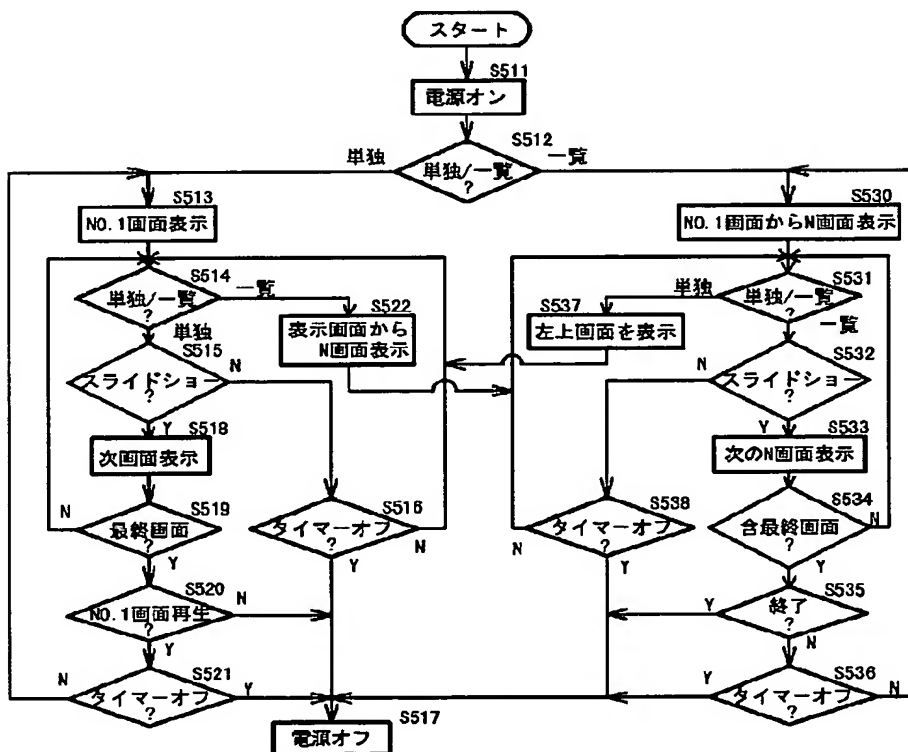 スタート
S511
電源オン
S512
単独/一覧
?
単独
一覧
S513
NO.1画面表示
S514
単独/一覧
?
一覧
単独
S522
表示画面から
N画面表示
S515
スライドショー
?
N
Y
S518
次画面表示
S519
最終画面
?
N
Y
S516
タイマーオフ
?
N
Y
S520
NO.1画面再生
?
N
Y
S521
タイマーオフ
?
N
Y
S517
電源オフ
S530
NO.1画面からN画面表示
S531
単独/一覧
?
単独
一覧
S537
左上画面を表示
S532
スライドショー
?
N
Y
S533
次のN画面表示
S538
タイマーオフ
?
N
Y
S534
含最終画面
?
N
Y
S535
終了
?
Y
N
S536
タイマーオフ
?
Y
N